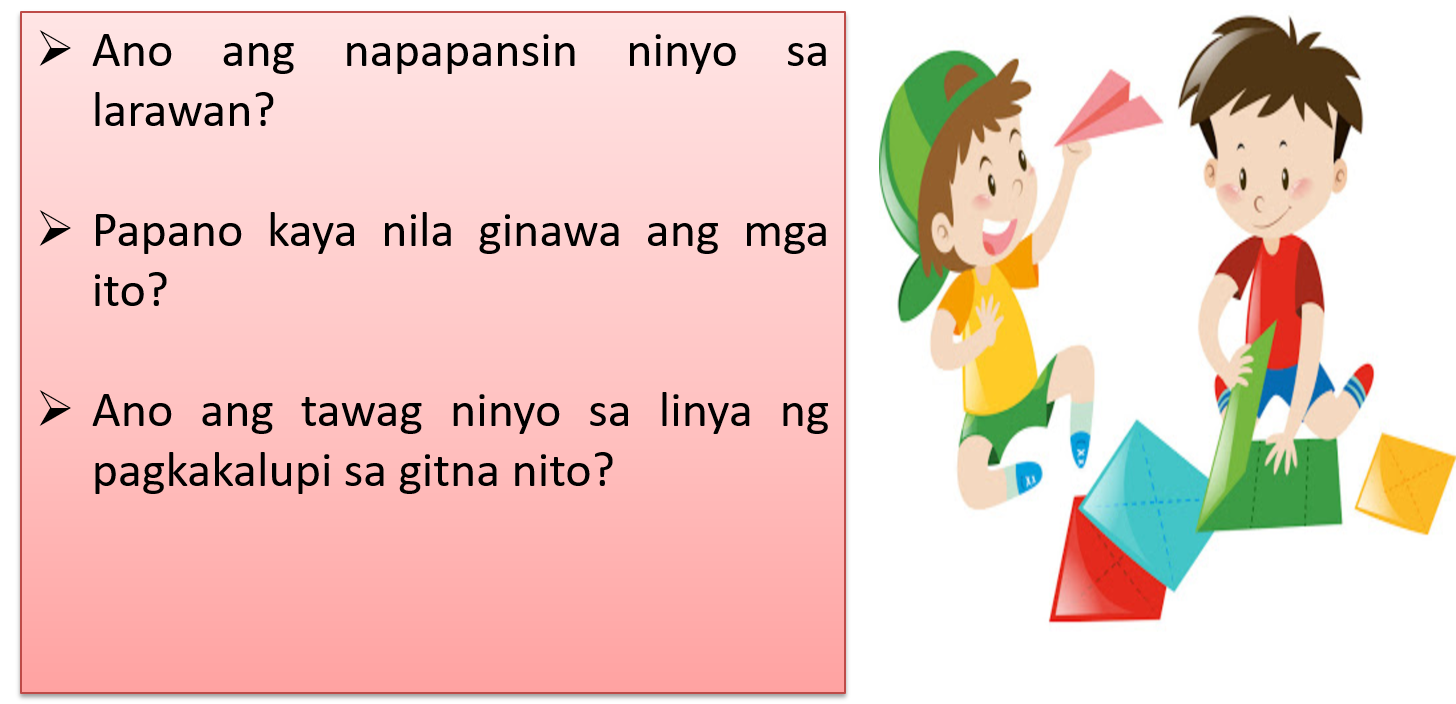 ➢ Ano ang napapansin ninyo sa
larawan?
➢ Papano kaya nila ginawa ang mga
ito?
➢ Ano ang tawag ninyo sa linya ng
pagkakalupi sa gitna nito?